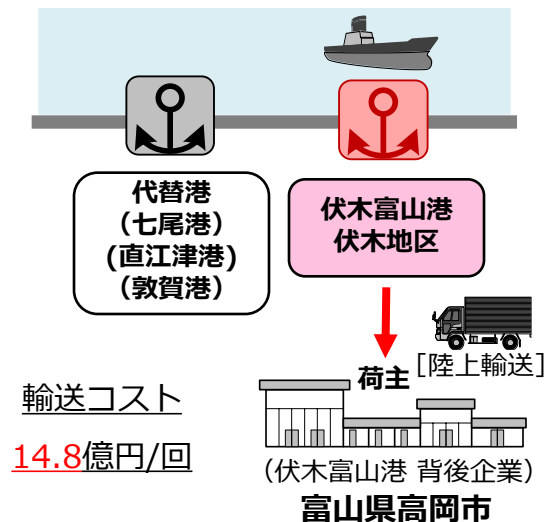 代替港
（七尾港）
(直江津港)
（敦賀港）
伏木富山港
伏木地区
荷主
[陸上輸送]
輸送コスト
14.8億円/回
（伏木富山港 背後企業）
富山県高岡市